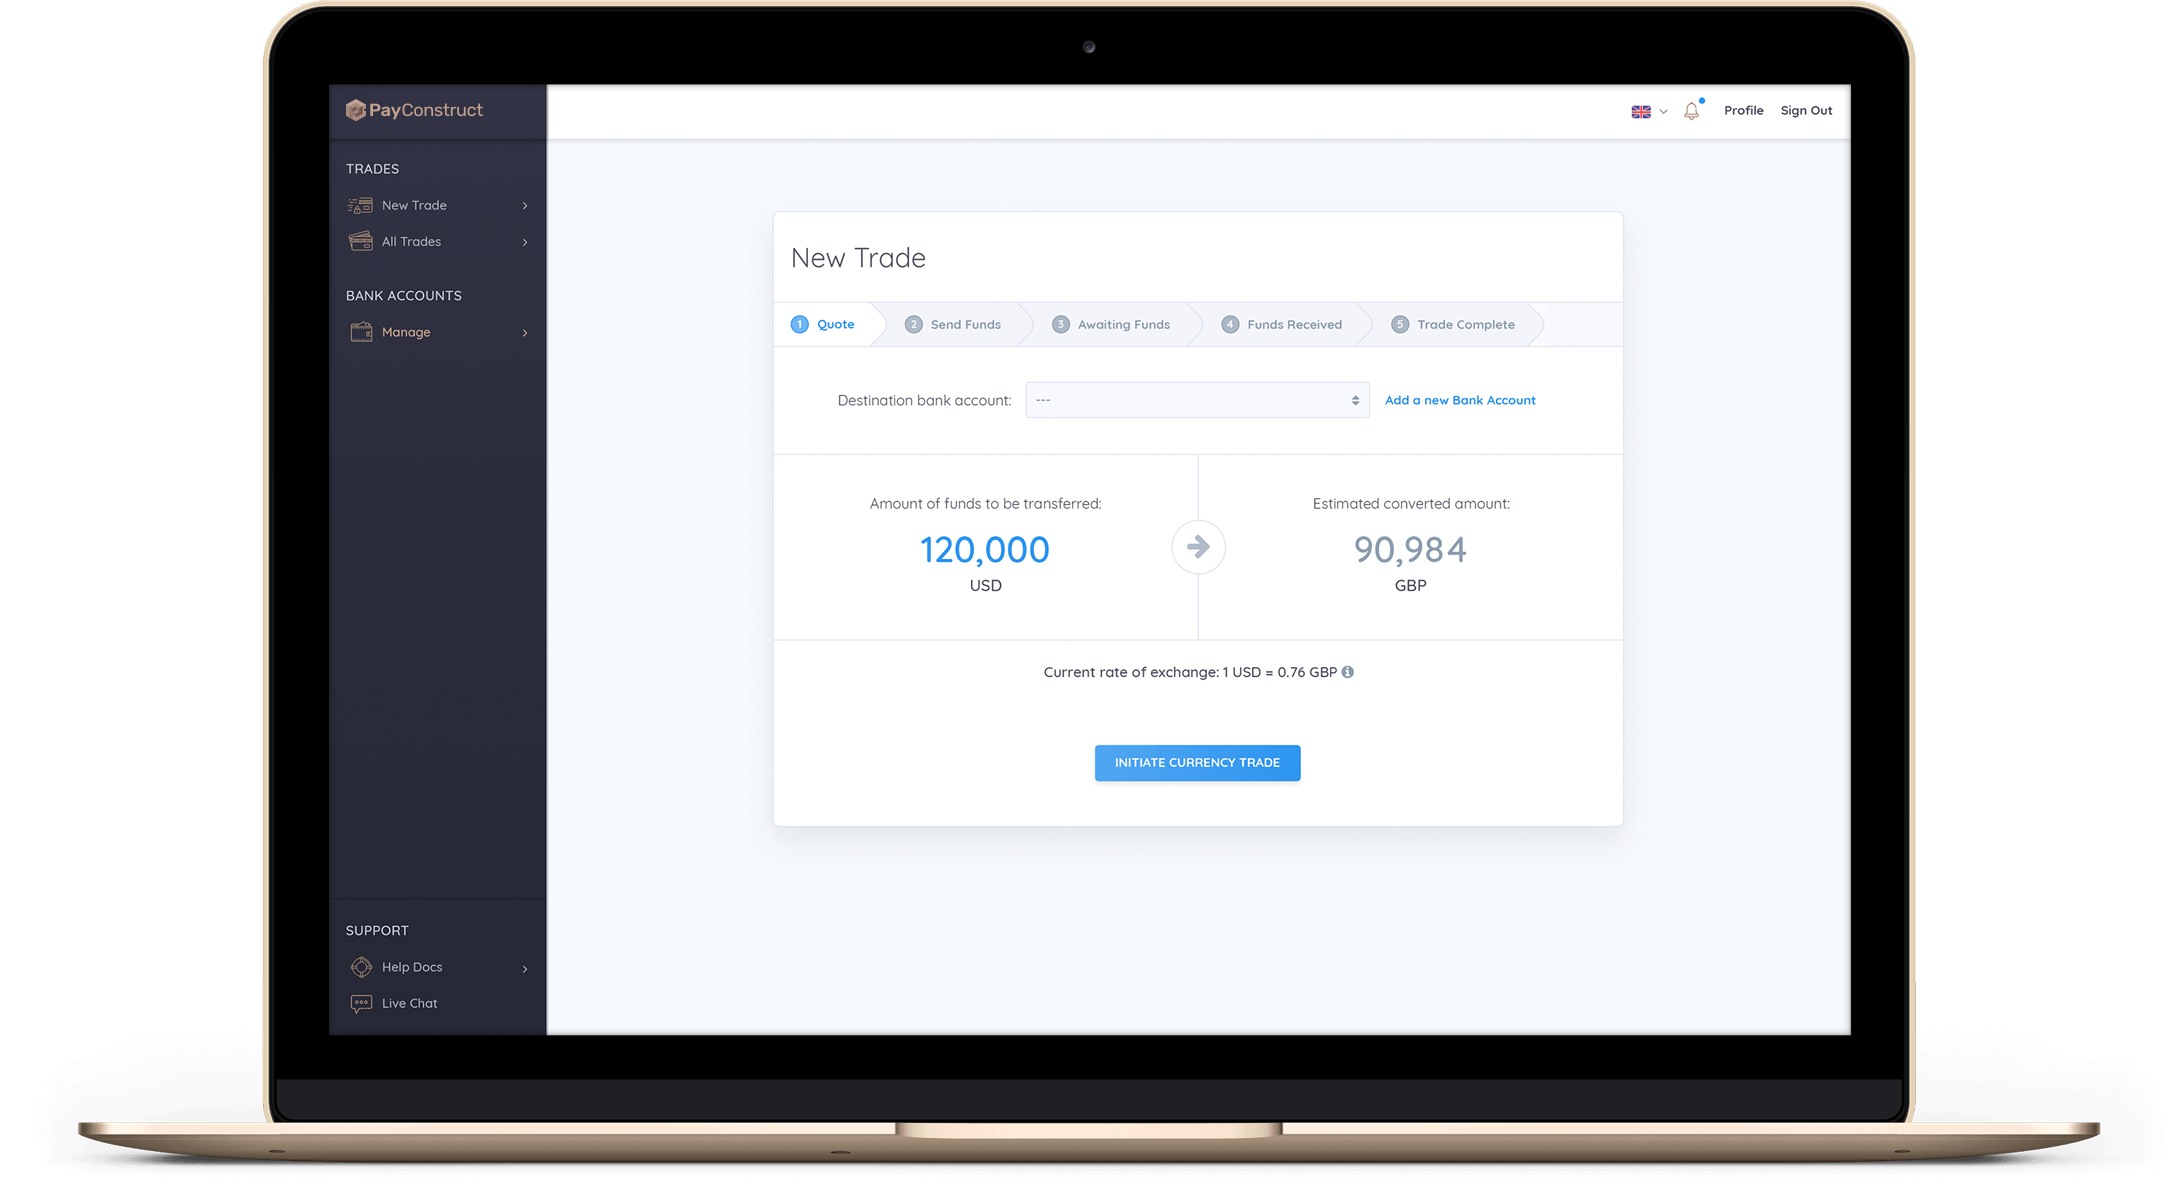 PayConstruct
Profile Sign Out
TRADES
New Trade
All Trades
BANK ACCOUNTS
Manage
SUPPORT
Help Docs
Live Chat
New Trade
1 Quote 2 Send Funds 3 Awaiting Funds 4 Funds Received 5 Trade Complete
Destination bank account: --- Add a new Bank Account
Amount of funds to be transferred:
120,000
USD
Estimated converted amount:
90,984
GBP
Current rate of exchange: 1 USD = 0.76 GBP
INITIATE CURRENCY TRADE